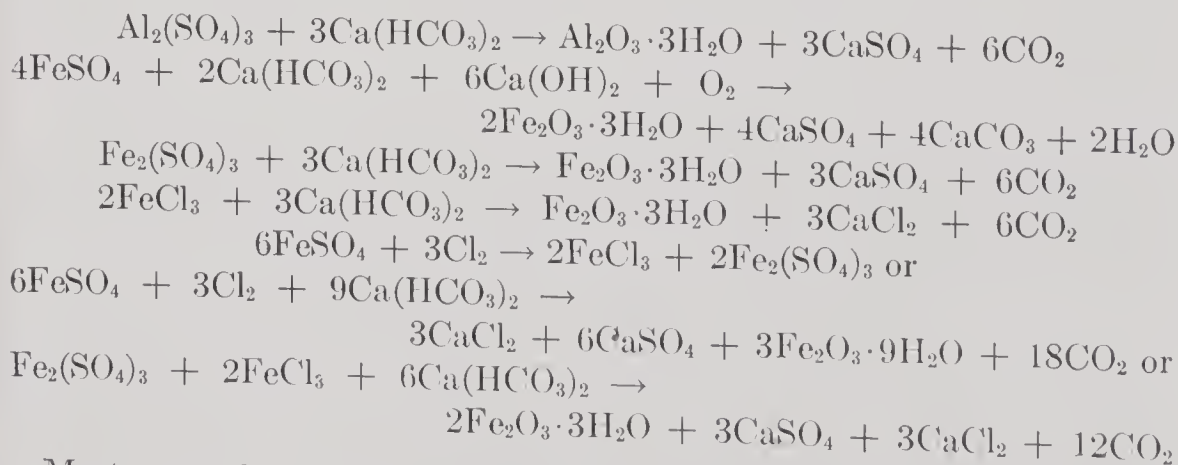 Al₂(SO₄)₃ + 3Ca(HCO₃)₂ → Al₂O₃·3H₂O + 3CaSO₄ + 6CO₂
4FeSO₄ + 2Ca(HCO₃)₂ + 6Ca(OH)₂ + O₂ →
2Fe₂O₃·3H₂O + 4CaSO₄ + 4CaCO₃ + 2H₂O
Fe₂(SO₄)₃ + 3Ca(HCO₃)₂ → Fe₂O₃·3H₂O + 3CaSO₄ + 6CO₂
2FeCl₃ + 3Ca(HCO₃)₂ → Fe₂O₃·3H₂O + 3CaCl₂ + 6CO₂
6FeSO₄ + 3Cl₂ → 2FeCl₃ + 2Fe₂(SO₄)₃ or
6FeSO₄ + 3Cl₂ + 9Ca(HCO₃)₂ →
3CaCl₂ + 6CaSO₄ + 3Fe₂O₃·9H₂O + 18CO₂ or
Fe₂(SO₄)₃ + 2FeCl₃ + 6Ca(HCO₃)₂ →
2Fe₂O₃·3H₂O + 3CaSO₄ + 3CaCl₂ + 12CO₂